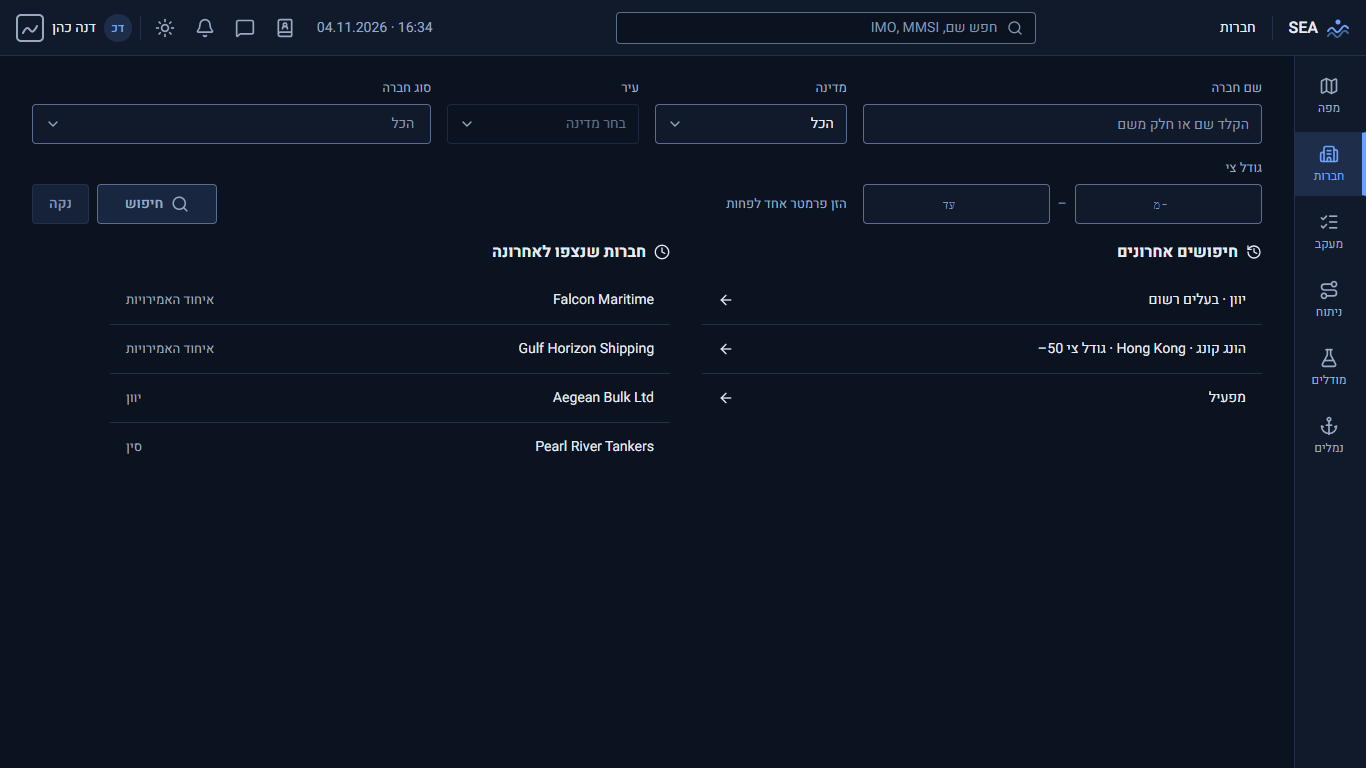 SEA
חברות
חפש שם, IMO, MMSI
04.11.2026 · 16:34
דכ
דנה כהן
מפה
חברות
מעקב
ניתוח
מודלים
נמלים
שם חברה
מדינה
עיר
סוג חברה
הקלד שם או חלק משם
הכל
בחר מדינה
הכל
גודל צי
מ-
–
עד
הזן פרמטר אחד לפחות
חיפוש
נקה
חיפושים אחרונים
יוון · בעלים רשום
הונג קונג · Hong Kong · גודל צי 50–
מפעיל
חברות שנצפו לאחרונה
Falcon Maritime איחוד האמירויות
Gulf Horizon Shipping איחוד האמירויות
Aegean Bulk Ltd יוון
Pearl River Tankers סין